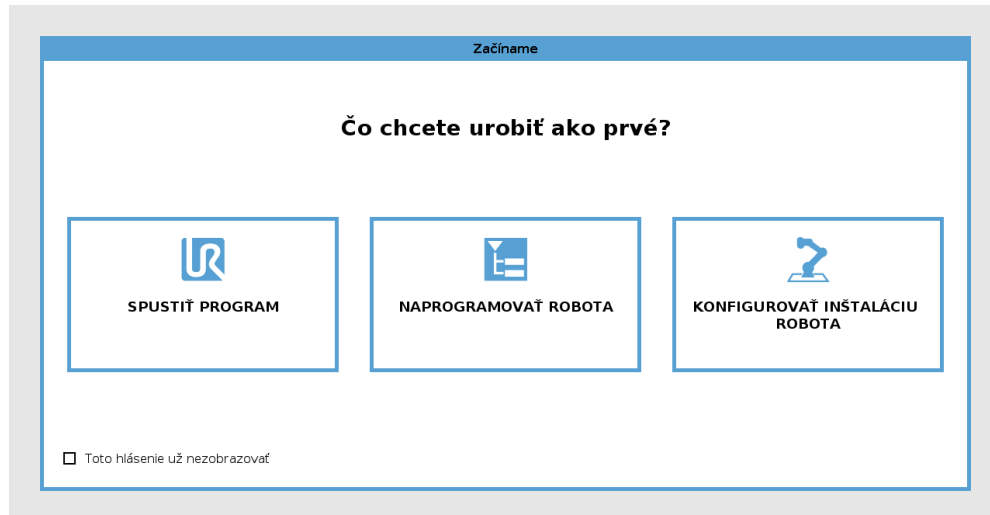 Začíname
Čo chcete urobiť ako prvé?
SPUSTIŤ PROGRAM
NAPROGRAMOVAŤ ROBOTA
KONFIGUROVAŤ INŠTALÁCIU
ROBOTA
Toto hlásenie už nezobrazovať